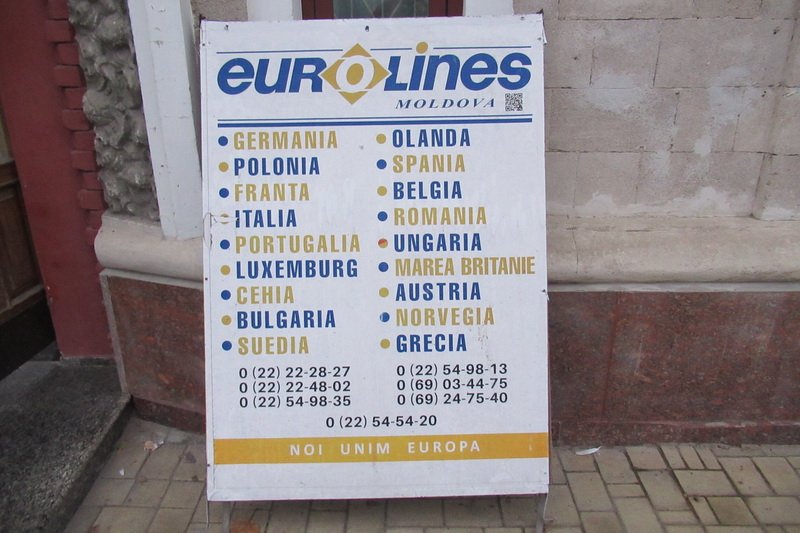 eurolines
MOLDOVA
GERMANIA
POLONIA
FRANTA
ITALIA
PORTUGALIA
LUXEMBURG
CEHIA
BULGARIA
SUEDIA
OLANDA
SPANIA
BELGIA
ROMANIA
UNGARIA
MAREA BRITANIE
AUSTRIA
NORVEGIA
GRECIA
0 (22) 22-28-27
0 (22) 22-48-02
0 (22) 54-98-35
0 (22) 54-98-13
0 (69) 03-44-75
0 (69) 24-75-40
0 (22) 54-54-20
NOI UNIM EUROPA